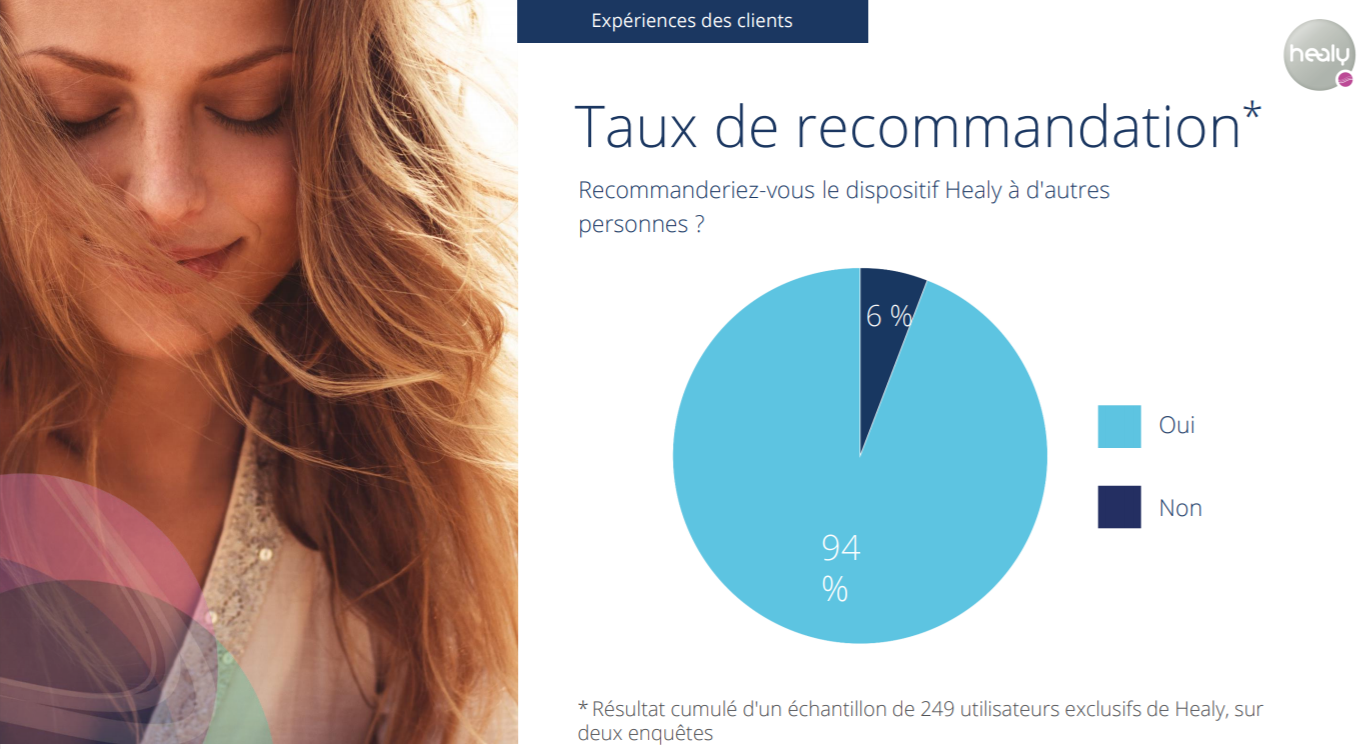 Expériences des clients
healy
Taux de recommandation*
Recommanderiez-vous le dispositif Healy à d'autres
personnes ?
6 %
94
%
Oui
Non
* Résultat cumulé d'un échantillon de 249 utilisateurs exclusifs de Healy, sur
deux enquêtes